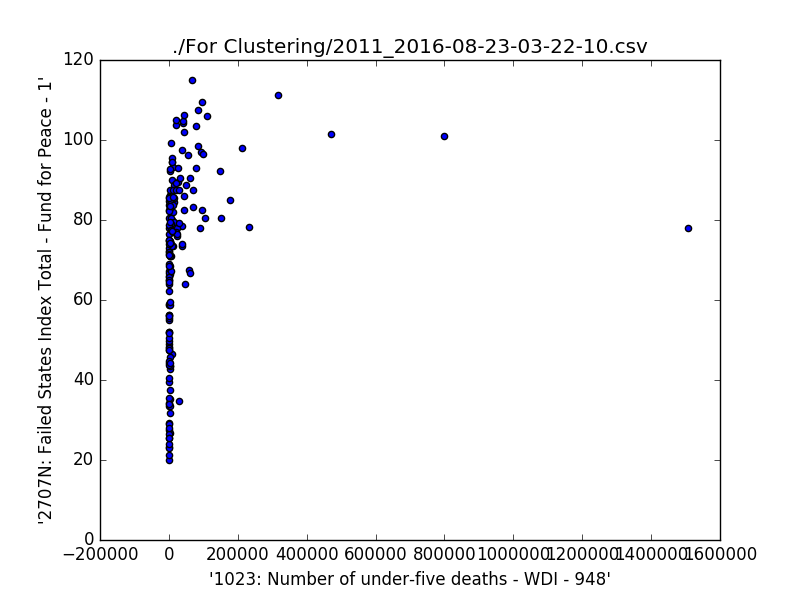 ./For Clustering/2011_2016-08-23-03-22-10.csv
'2707N: Failed States Index Total - Fund for Peace - 1'
120
100
80
60
40
20
0
−200000 0 200000 400000 600000 800000 1000000 1200000 1400000 1600000
'1023: Number of under-five deaths - WDI - 948'